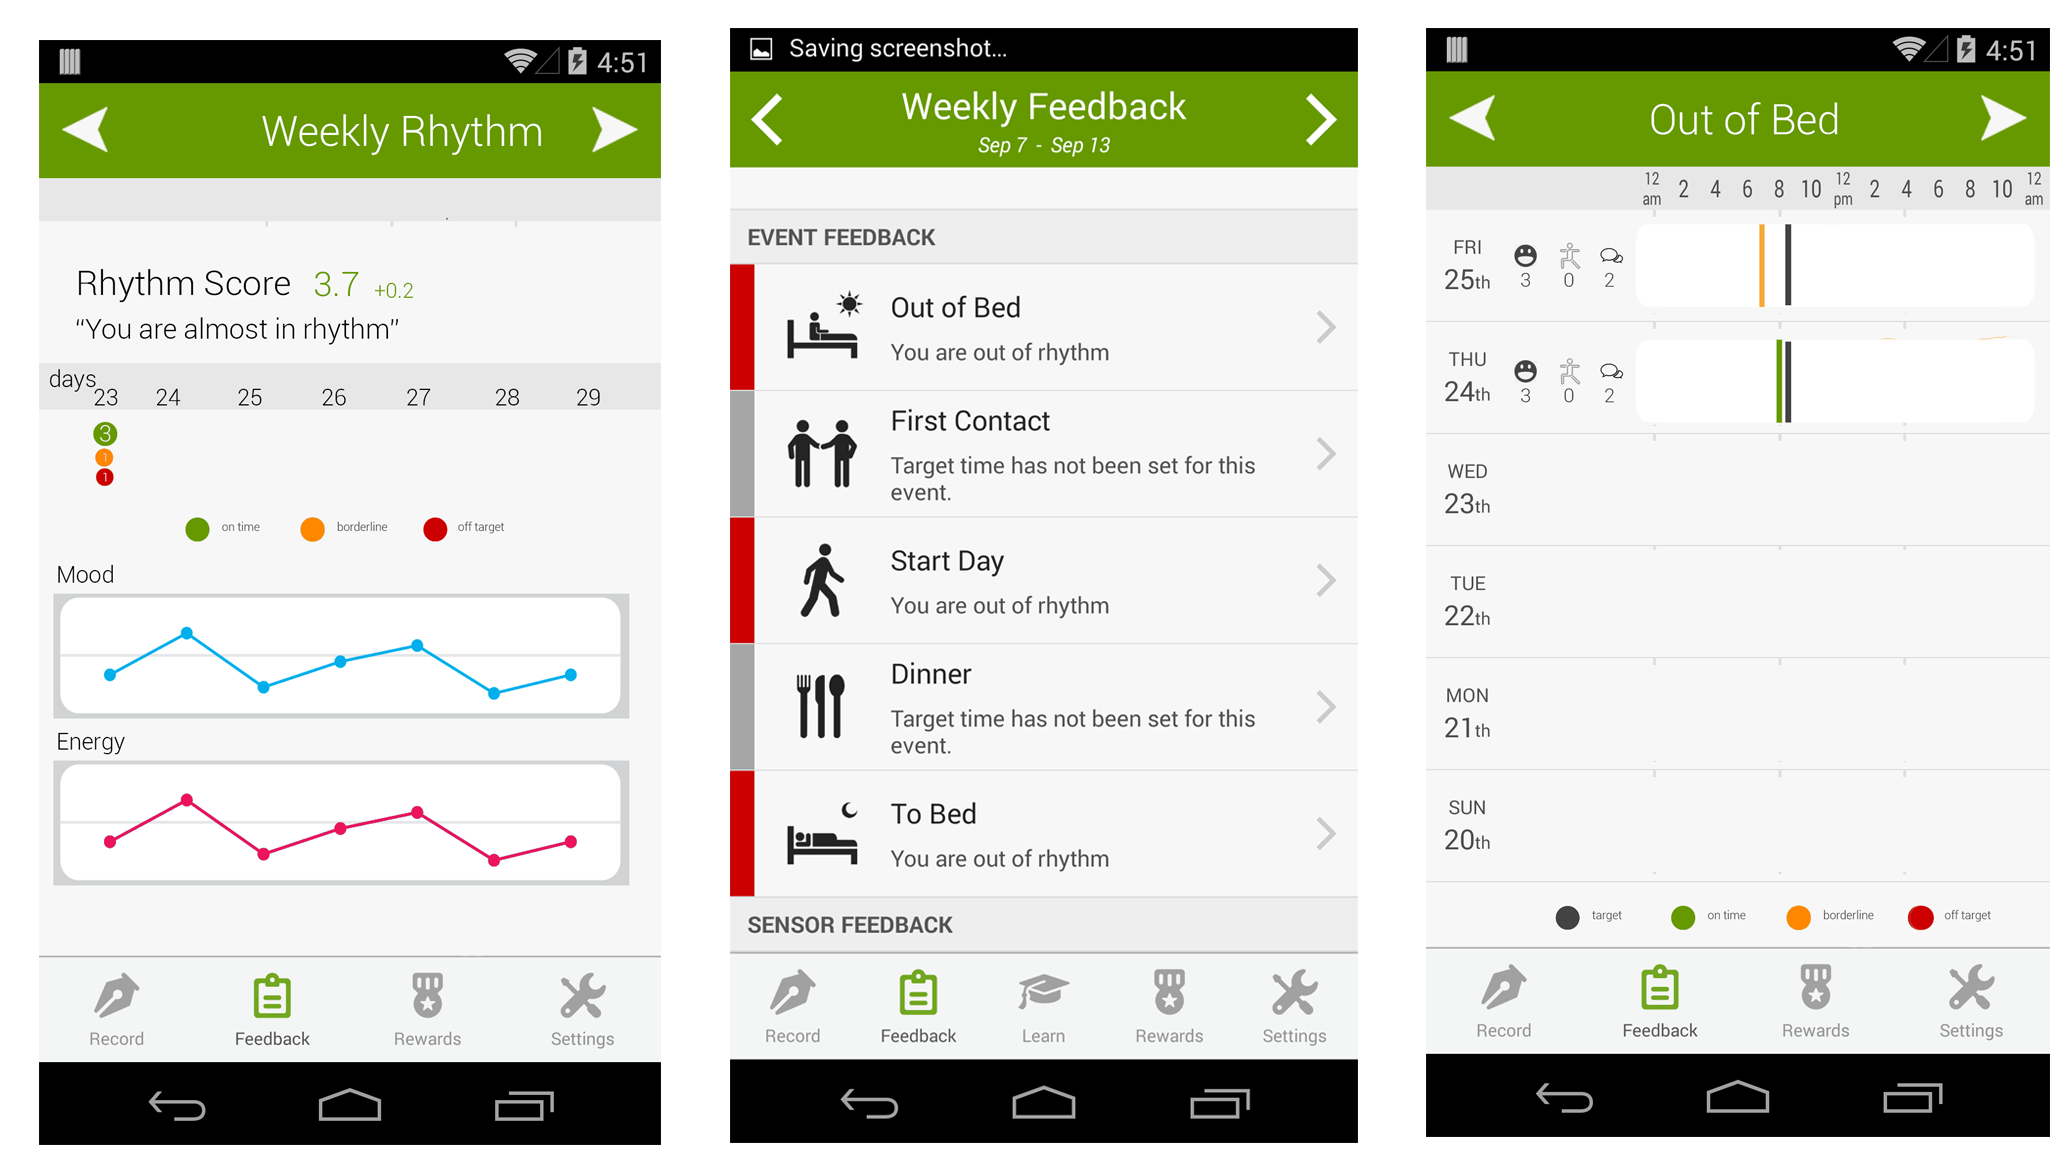 4:51
Weekly Rhythm
Rhythm Score 3.7 +0.2
“You are almost in rhythm”
days
23 24 25 26 27 28 29
3
1
1
on time borderline off target
Mood
Energy
Record Feedback Rewards Settings
Saving screenshot...
Weekly Feedback
Sep 7 - Sep 13
EVENT FEEDBACK
Out of Bed
You are out of rhythm
First Contact
Target time has not been set for this
event.
Start Day
You are out of rhythm
Dinner
Target time has not been set for this
event.
To Bed
You are out of rhythm
SENSOR FEEDBACK
Record Feedback Learn Rewards Settings
4:51
Out of Bed
12 am 2 4 6 8 10 12 pm 2 4 6 8 10 12 am
FRI
25th 3 0 2
THU
24th 3 0 2
WED
23th
TUE
22th
MON
21th
SUN
20th
target on time borderline off target
Record Feedback Rewards Settings